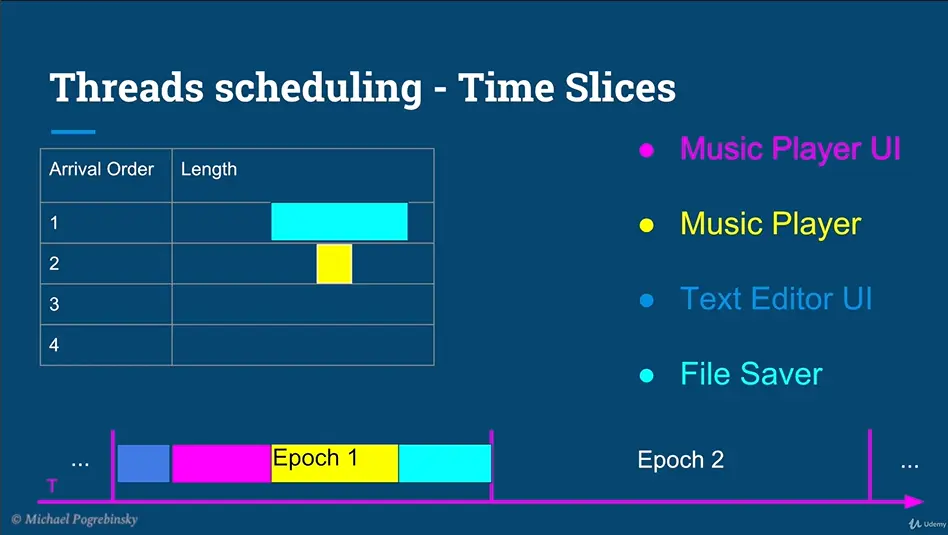 Threads scheduling - Time Slices
Arrival Order Length
1
2
3
4
● Music Player UI
● Music Player
● Text Editor UI
● File Saver
... Epoch 1 Epoch 2 ...
T
© Michael Pogrebinsky
Udemy